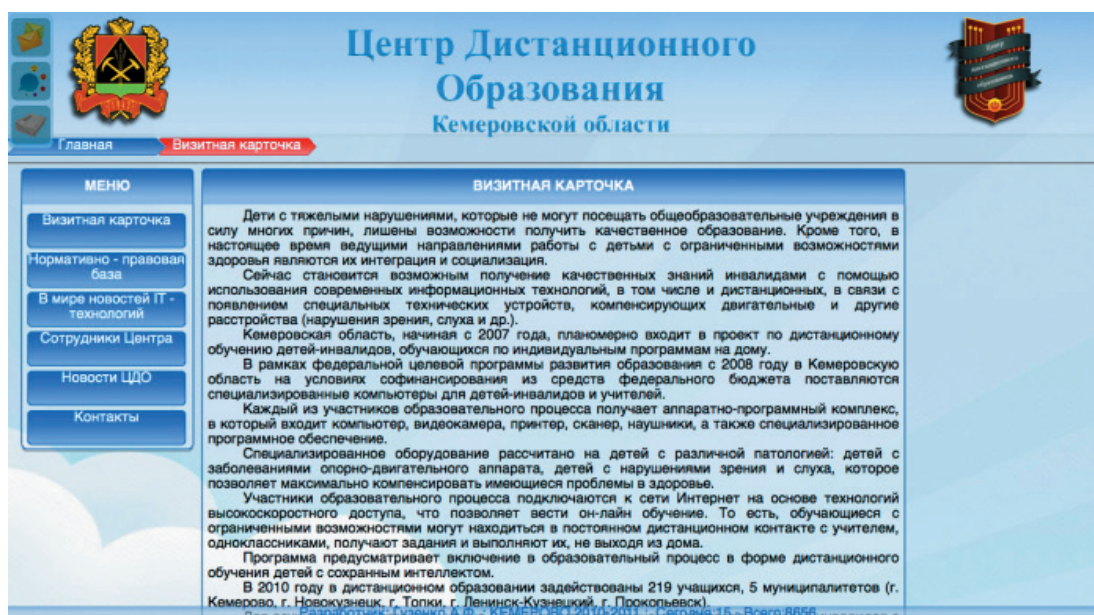 Центр Дистанционного
Образования
Кемеровской области
Главная
Визитная карточка
МЕНЮ
Визитная карточка
Нормативно - правовая
база
В мире новостей IT -
технологий
Сотрудники Центра
Новости ЦДО
Контакты
ВИЗИТНАЯ КАРТОЧКА
Дети с тяжелыми нарушениями, которые не могут посещать общеобразовательные учреждения в
силу многих причин, лишены возможности получить качественное образование. Кроме того, в
настоящее время ведущими направлениями работы с детьми с ограниченными возможностями
здоровья являются их интеграция и социализация.
Сейчас становится возможным получение качественных знаний инвалидами с помощью
использования современных информационных технологий, в том числе и дистанционных, в связи с
появлением специальных технических устройств, компенсирующих двигательные и другие
расстройства (нарушения зрения, слуха и др.).
Кемеровская область, начиная с 2007 года, планомерно входит в проект по дистанционному
обучению детей-инвалидов, обучающихся по индивидуальным программам на дому.
В рамках федеральной целевой программы развития образования с 2008 году в Кемеровскую
область на условиях софинансирования из средств федерального бюджета поставляются
специализированные компьютеры для детей-инвалидов и учителей.
Каждый из участников образовательного процесса получает аппаратно-программный комплекс,
в который входит компьютер, видеокамера, принтер, сканер, наушники, а также специализированное
программное обеспечение.
Специализированное оборудование рассчитано на детей с различной патологией: детей с
заболеваниями опорно-двигательного аппарата, детей с нарушениями зрения и слуха, которое
позволяет максимально компенсировать имеющиеся проблемы в здоровье.
Участники образовательного процесса подключаются к сети Интернет на основе технологий
высокоскоростного доступа, что позволяет вести он-лайн обучение. То есть, обучающиеся с
ограниченными возможностями могут находиться в постоянном дистанционном контакте с учителем,
одноклассниками, получают задания и выполняют их, не выходя из дома.
Программа предусматривает включение в образовательный процесс в форме дистанционного
обучения детей с сохранным интеллектом.
В 2010 году в дистанционном образовании задействованы 219 учащихся, 5 муниципалитетов (г.
Кемерово, г. Новокузнецк, г. Топки, г. Ленинск-Кузнецкий, г. Прокопьевск).
КЕМЕРОВО 2010-2011 : Сегодня:15 - Всего:8656